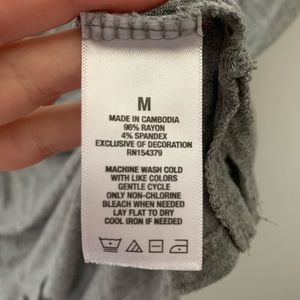 M
MADE IN CAMBODIA
96% RAYON
4% SPANDEX
EXCLUSIVE OF DECORATION
RN154379
MACHINE WASH COLD
WITH LIKE COLORS
GENTLE CYCLE
ONLY NON-CHLORINE
BLEACH WHEN NEEDED
LAY FLAT TO DRY
COOL IRON IF NEEDED